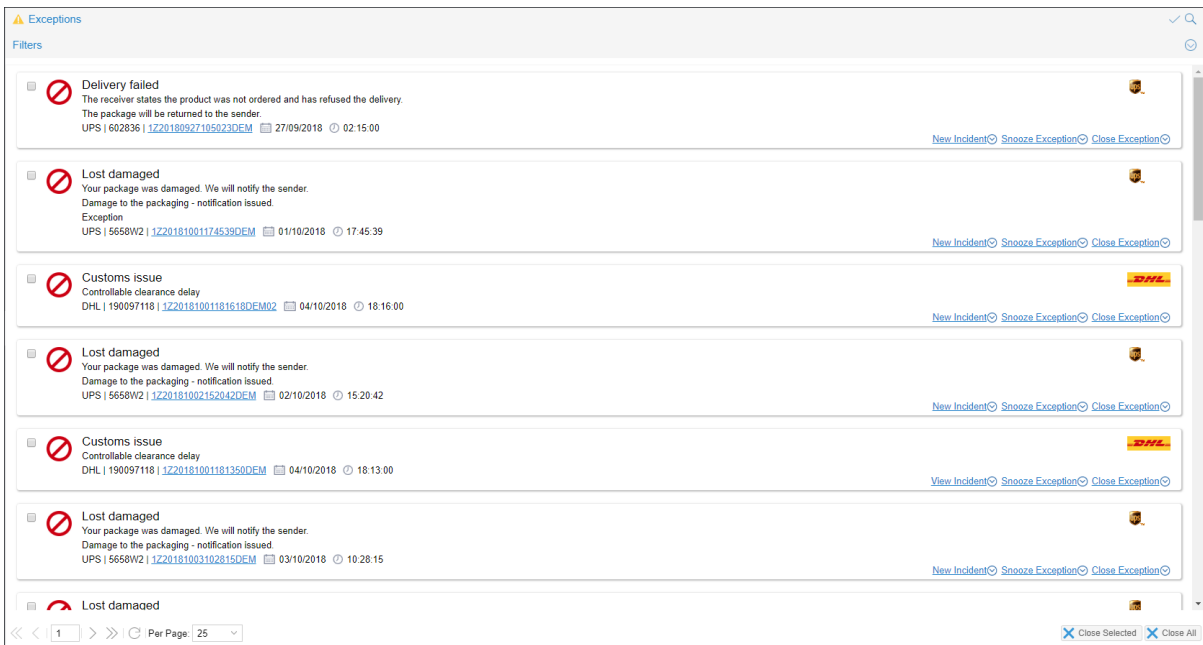 Exceptions
Filters
Delivery failed
The receiver states the product was not ordered and has refused the delivery.
The package will be returned to the sender.
UPS | 602836 | 1Z20180927105023DEM 27/09/2018 02:15:00
ups
New Incident Snooze Exception Close Exception
Lost damaged
Your package was damaged. We will notify the sender.
Damage to the packaging - notification issued.
Exception
UPS | 5658W2 | 1Z20181001174539DEM 01/10/2018 17:45:39
ups
New Incident Snooze Exception Close Exception
Customs issue
Controllable clearance delay
DHL | 190097118 | 1Z20181001181618DEM02 04/10/2018 18:16:00
DHL
New Incident Snooze Exception Close Exception
Lost damaged
Your package was damaged. We will notify the sender.
Damage to the packaging - notification issued.
UPS | 5658W2 | 1Z20181002152042DEM 02/10/2018 15:20:42
ups
New Incident Snooze Exception Close Exception
Customs issue
Controllable clearance delay
DHL | 190097118 | 1Z20181001181350DEM 04/10/2018 18:13:00
DHL
View Incident Snooze Exception Close Exception
Lost damaged
Your package was damaged. We will notify the sender.
Damage to the packaging - notification issued.
UPS | 5658W2 | 1Z20181003102815DEM 03/10/2018 10:28:15
ups
New Incident Snooze Exception Close Exception
Lost damaged
ups
1 Per Page: 25 Close Selected Close All